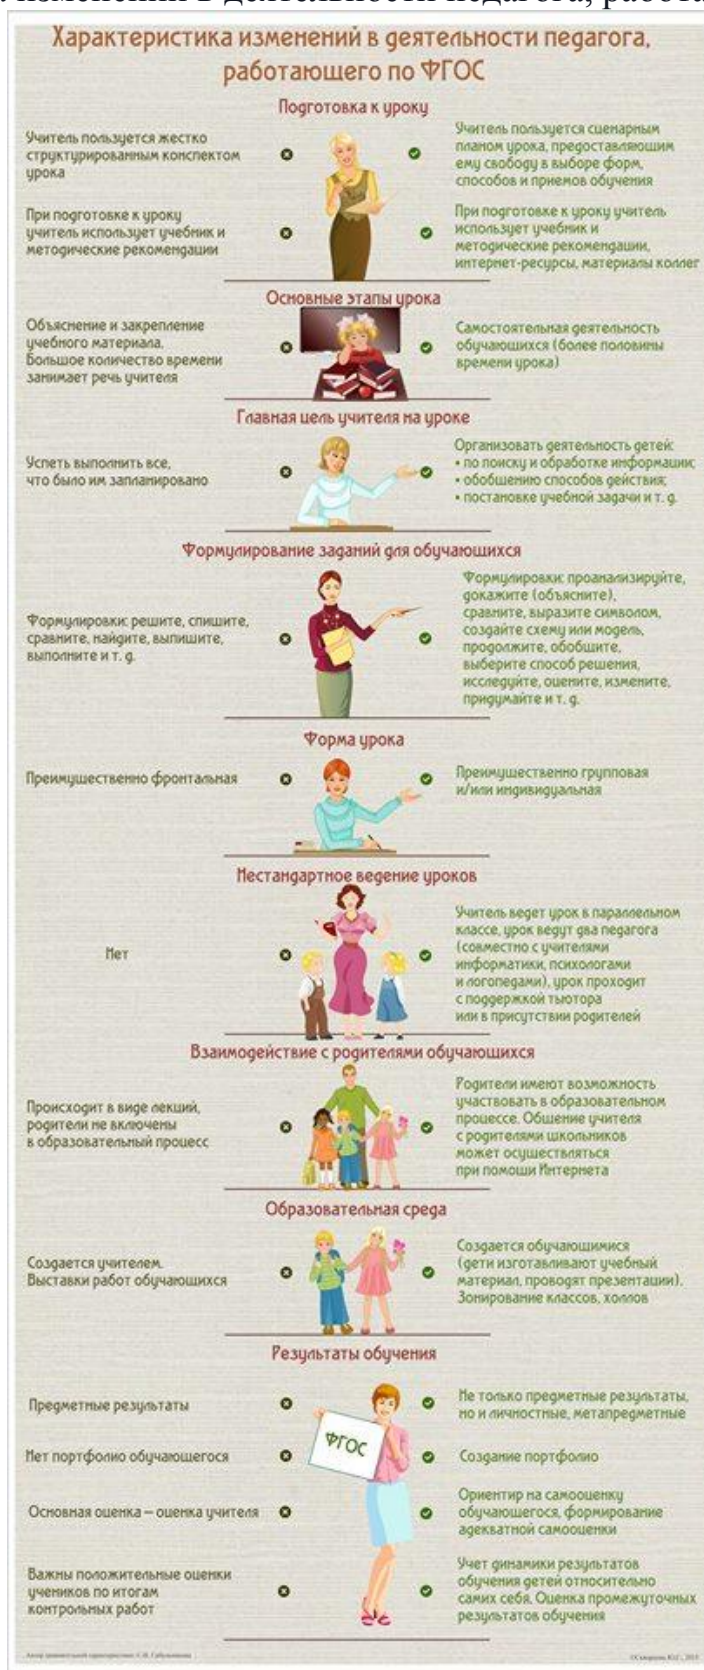 изменений в деятельности педагога, работа
Характеристика изменений в деятельности педагога,
работающего по ФГОС
Подготовка к уроку
Учитель пользуется жестко
структурированным конспектом
урока
Учитель пользуется сценарным
планом урока, предоставляющим
ему свободу в выборе форм,
способов и приемов обучения
При подготовке к уроку
учитель использует учебник и
методические рекомендации
При подготовке к уроку учитель
использует учебник и
методические рекомендации,
интернет-ресурсы, материалы коллег
Основные этапы урока
Объяснение и закрепление
учебного материала.
Большое количество времени
занимает речь учителя
Самостоятельная деятельность
обучающихся (более половины
времени урока)
Главная цель учителя на уроке
Успеть выполнить все,
что было им запланировано
Организовать деятельность детей:
• по поиску и обработке информации;
• обобщению способов действия;
• постановке учебной задачи и т. д.
Формулирование заданий для обучающихся
Формулировки: решите, спишите,
сравните, найдите, выпишите,
выполните и т. д.
Формулировки: проанализируйте,
докажите (объясните),
сравните, выразите символом,
создайте схему или модель,
продолжите, обобщите,
выберите способ решения,
исследуйте, оцените, измените,
придумайте и т. д.
Форма урока
Преимущественно фронтальная
Преимущественно групповая
и/или индивидуальная
Нестандартное ведение уроков
Нет
Учитель ведет урок в параллельном
классе, урок ведут два педагога
(совместно с учителями
информатики, психологами
и логопедами), урок проходит
с поддержкой тьютора
или в присутствии родителей
Взаимодействие с родителями обучающихся
Происходит в виде лекций,
родители не включены
в образовательный процесс
Родители имеют возможность
участвовать в образовательном
процессе. Общение учителя
с родителями школьников
может осуществляться
при помощи Интернета
Образовательная среда
Создается учителем.
Выставки работ обучающихся
Создается обучающимися
(дети изготавливают учебный
материал, проводят презентации).
Зонирование классов, холлов
Результаты обучения
Предметные результаты
Не только предметные результаты,
но и личностные, метапредметные
ФГОС
Нет портфолио обучающегося
Создание портфолио
Основная оценка – оценка учителя
Ориентир на самооценку
обучающегося, формирование
адекватной самооценки
Важны положительные оценки
учеников по итогам
контрольных работ
Учет динамики результатов
обучения детей относительно
самих себя. Оценка промежуточных
результатов обучения